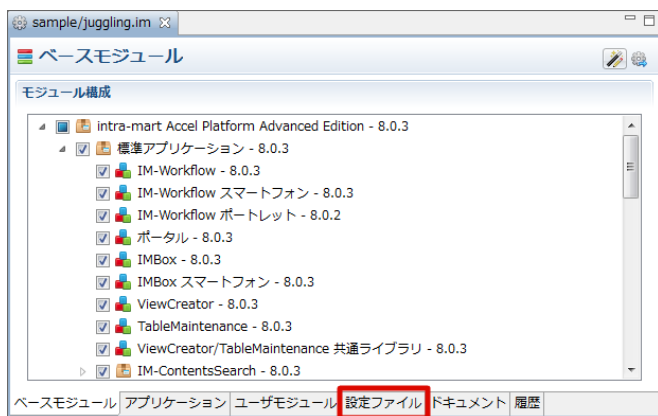 sample/juggling.im
ベースモジュール
モジュール構成
intra-mart Accel Platform Advanced Edition - 8.0.3
標準アプリケーション - 8.0.3
IM-Workflow - 8.0.3
IM-Workflow スマートフォン - 8.0.3
IM-Workflow ポートレット - 8.0.2
ポータル - 8.0.3
IMBox - 8.0.3
IMBox スマートフォン - 8.0.3
ViewCreator - 8.0.3
TableMaintenance - 8.0.3
ViewCreator/TableMaintenance 共通ライブラリ - 8.0.3
IM-ContentsSearch - 8.0.3
ベースモジュール アプリケーション ユーザモジュール 設定ファイル ドキュメント 履歴